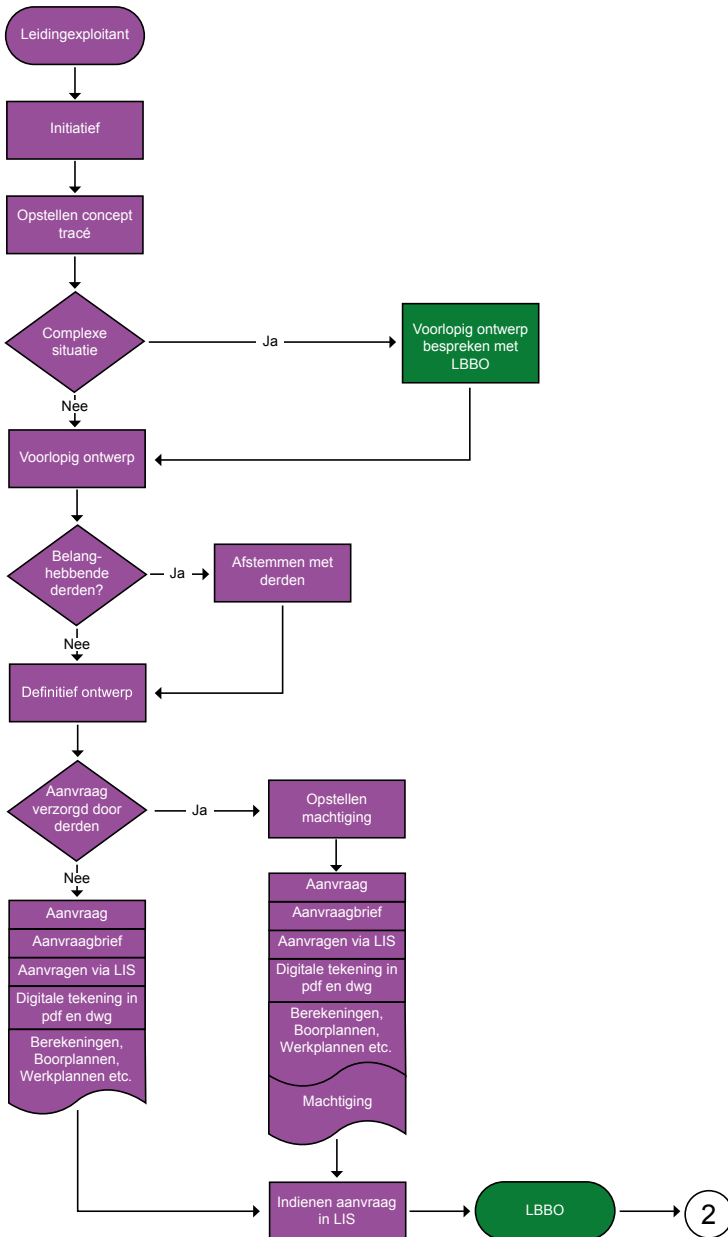 Leidingexploitant
Initiatief
Opstellen concept
tracé
Complexe
situatie
Ja
Voorlopig ontwerp
bespreken met
LBBO
Nee
Voorlopig ontwerp
Belang-
hebbende
derden?
Ja
Afstemmen met
derden
Nee
Definitief ontwerp
Aanvraag
verzorgd door
derden
Ja
Opstellen
machtiging
Nee
Aanvraag
Aanvraagbrief
Aanvragen via LIS
Digitale tekening in
pdf en dwg
Berekeningen,
Boorplannen,
Werkplannen etc.
Aanvraag
Aanvraagbrief
Aanvragen via LIS
Digitale tekening in
pdf en dwg
Berekeningen,
Boorplannen,
Werkplannen etc.
Machtiging
Indienen aanvraag
in LIS
LBBO
2